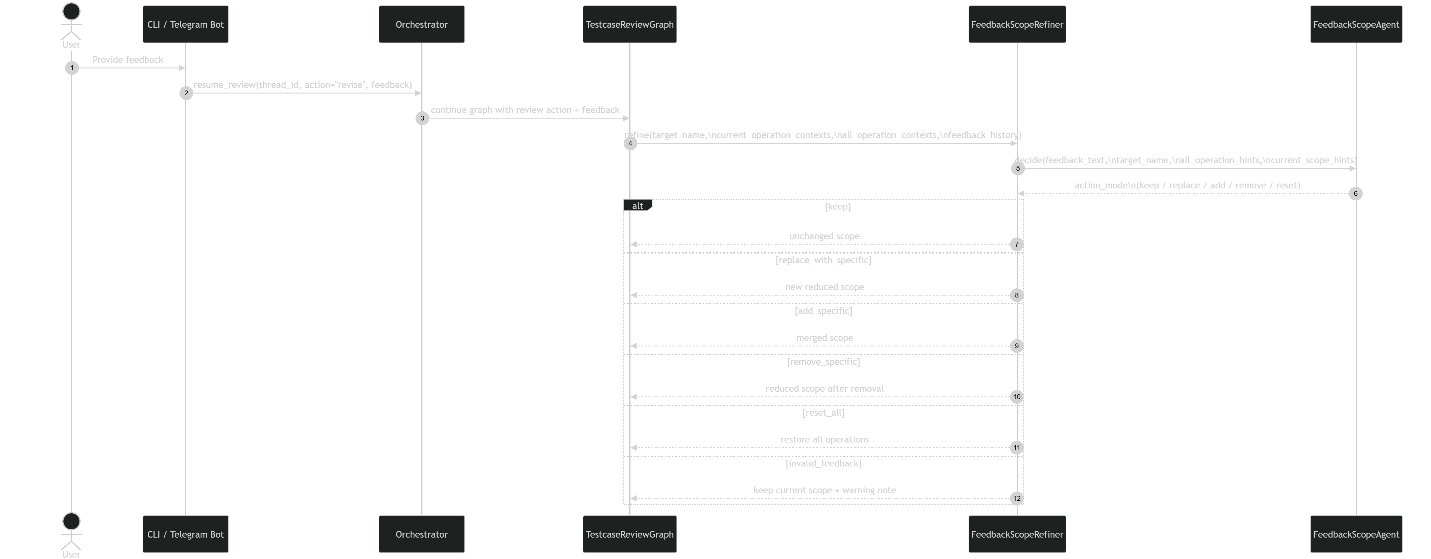 CLI / Telegram Bot
Orchestrator
TestcaseReviewGraph
FeedbackScopeRefiner
FeedbackScopeAgent
User
1
Provide feedback
2
resume_review(thread_id, action="revise", feedback)
3
continue graph with review action + feedback
4
refine(target_name,\ncurrent_operation_contexts,\nall_operation_contexts,\nfeedback_history)
5
decide(feedback_text,\ntarget_name,\nall_operation_hints,\ncurrent_scope_hints)
action_mode\n(keep / replace / add / remove / reset)
6
alt
[keep]
unchanged scope
7
[replace_with_specific]
new reduced scope
8
[add_specific]
merged scope
9
[remove_specific]
reduced scope after removal
10
[reset_all]
restore all operations
11
[invalid_feedback]
keep current scope + warning note
12
CLI / Telegram Bot
Orchestrator
TestcaseReviewGraph
FeedbackScopeRefiner
FeedbackScopeAgent
User